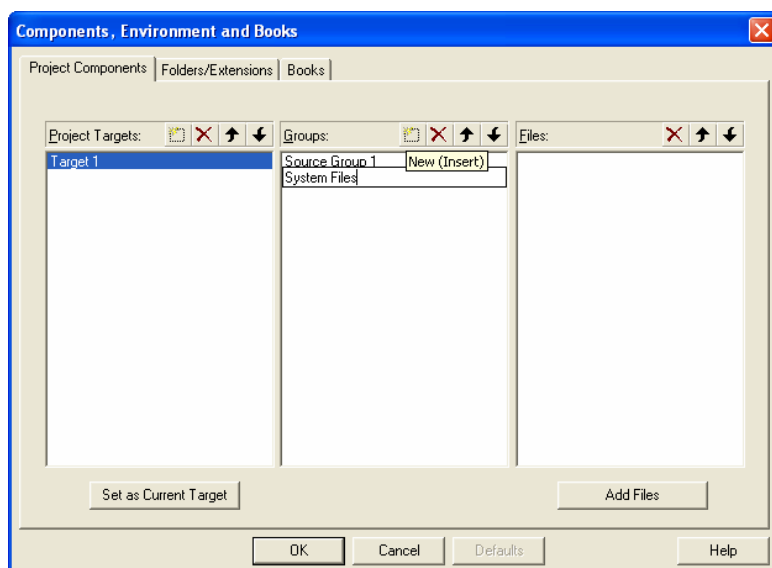 Components, Environment and Books
Project Components Folders/Extensions Books
Project Targets: Groups: Files:
Target 1 Source Group 1 New (Insert)
System Files
Set as Current Target Add Files
OK Cancel Defaults Help